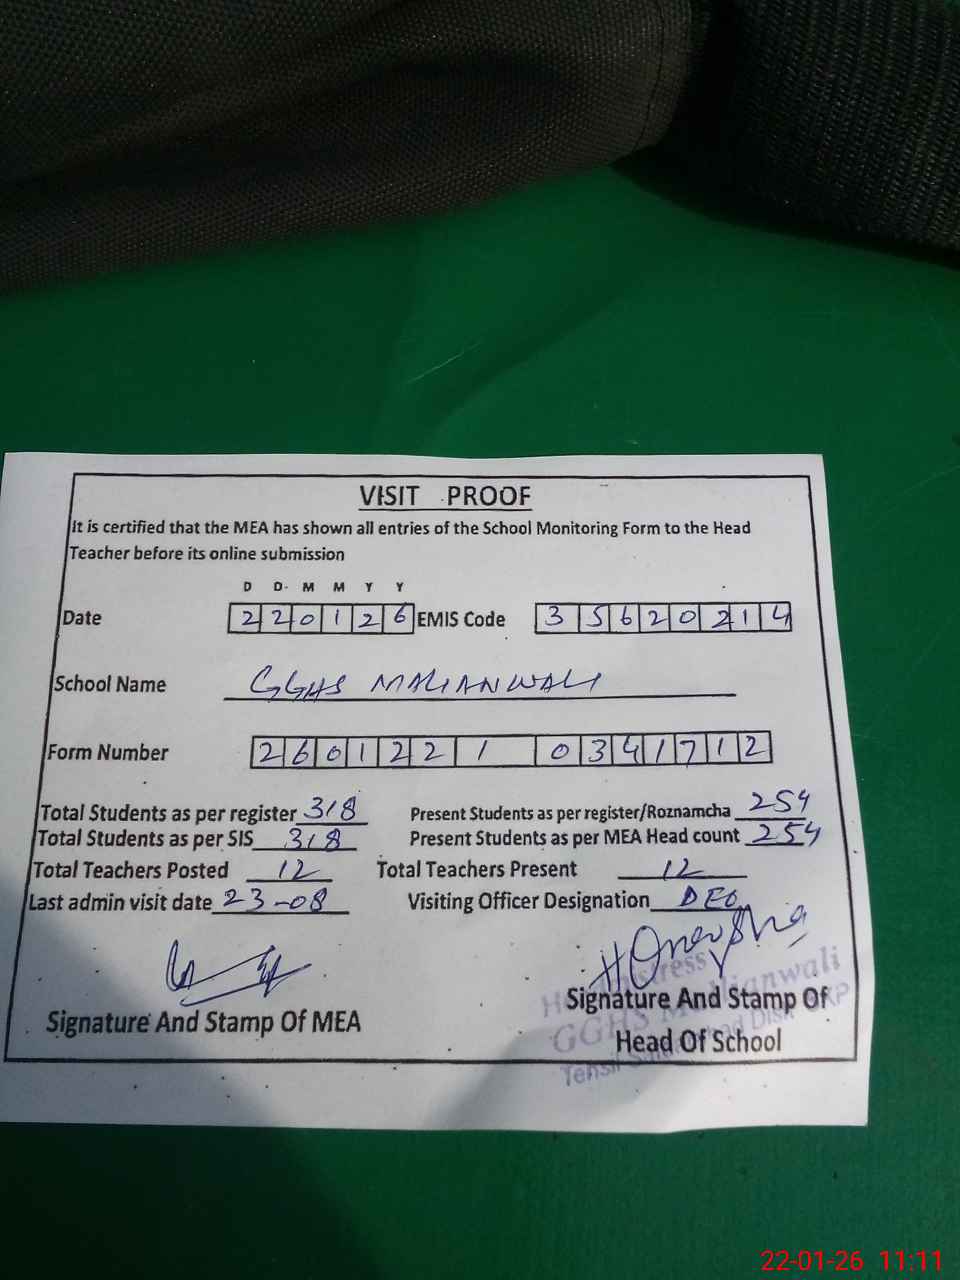 VISIT PROOF
It is certified that the MEA has shown all entries of the School Monitoring Form to the Head
Teacher before its online submission
D D M M Y Y
Date 2 2 0 1 2 6 EMIS Code 3 5 6 2 0 2 1 4
School Name GGHS MALIANWALI
Form Number 2 6 0 1 2 2 1 0 3 4 1 7 1 2
Total Students as per register 318 Present Students as per register/Roznamcha 254
Total Students as per SIS 318 Present Students as per MEA Head count 254
Total Teachers Posted 12 Total Teachers Present 12
Last admin visit date 23-08 Visiting Officer Designation DEO
Signature And Stamp Of MEA
Signature And Stamp Of
Head Of School
Headmistress
GGHS Malianwali
Tehsil
22-01-26 11:11